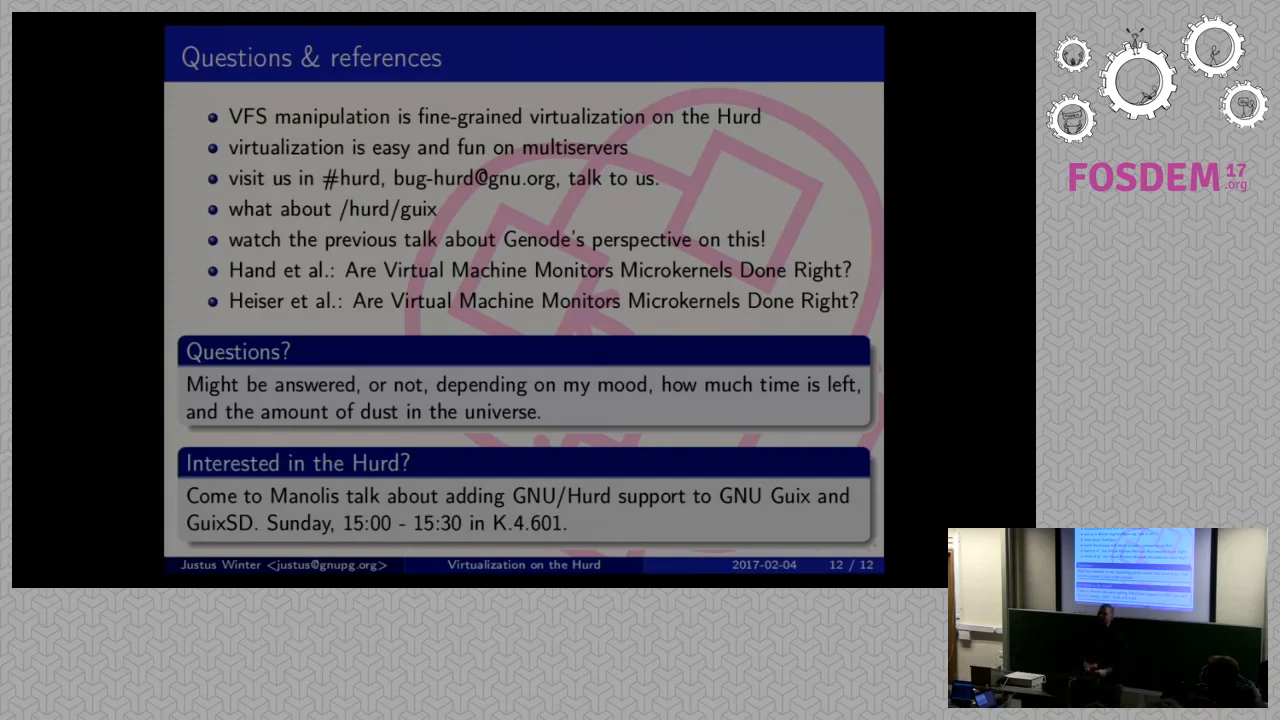 Questions & references
VFS manipulation is fine-grained virtualization on the Hurd
virtualization is easy and fun on multiservers
visit us in #hurd, bug-hurd@gnu.org, talk to us.
what about /hurd/guix
watch the previous talk about Genode's perspective on this!
Hand et al.: Are Virtual Machine Monitors Microkernels Done Right?
Heiser et al.: Are Virtual Machine Monitors Microkernels Done Right?
Questions?
Might be answered, or not, depending on my mood, how much time is left,
and the amount of dust in the universe.
Interested in the Hurd?
Come to Manolis talk about adding GNU/Hurd support to GNU Guix and
GuixSD. Sunday, 15:00 - 15:30 in K.4.601.
Justus Winter <justus@gnupg.org> Virtualization on the Hurd 2017-02-04 12 / 12
FOSDEM 17 .org